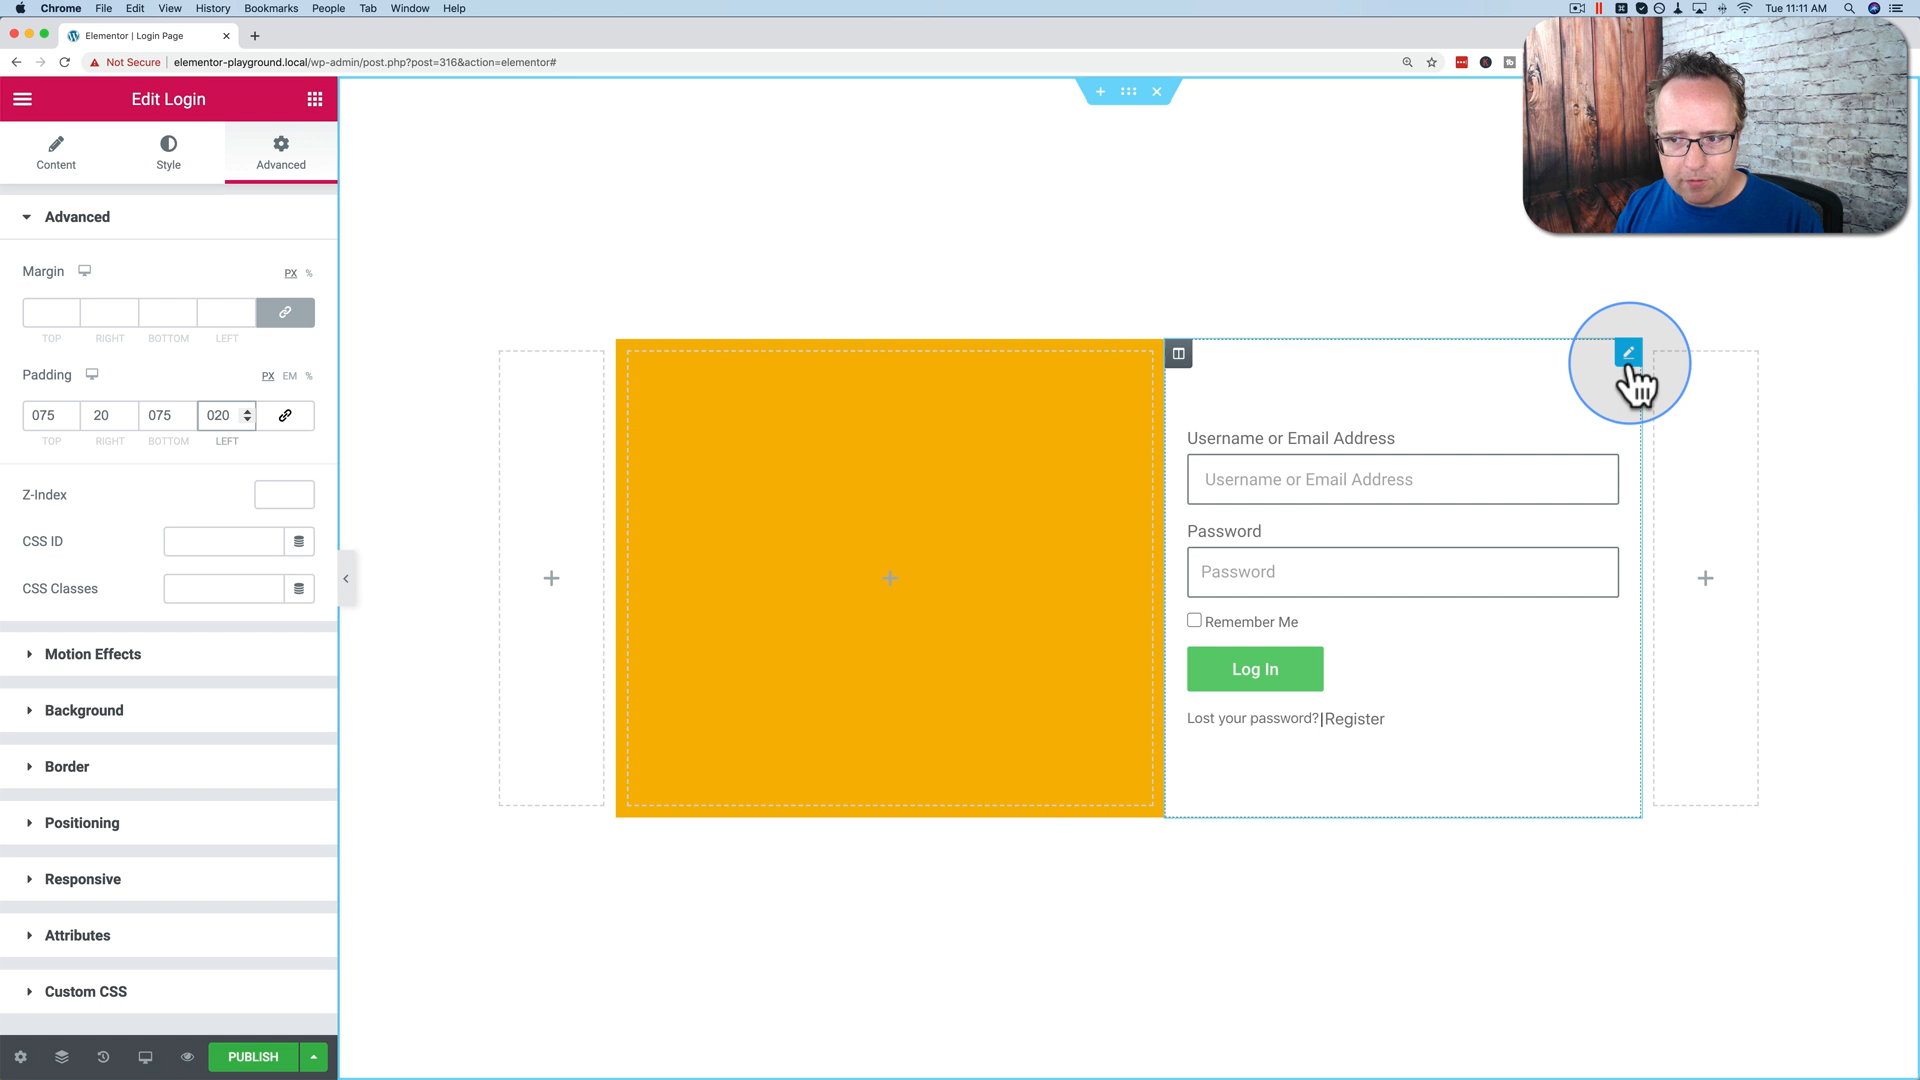 Chrome File Edit View History Bookmarks People Tab Window Help
Tue 11:11 AM
Elementor | Login Page
Not Secure | elementor-playground.local/wp-admin/post.php?post=316&action=elementor#
Edit Login
Content
Style
Advanced
Advanced
Margin
PX %
TOP RIGHT BOTTOM LEFT
Padding
PX EM %
075 20 075 020
TOP RIGHT BOTTOM LEFT
Z-Index
CSS ID
CSS Classes
Motion Effects
Background
Border
Positioning
Responsive
Attributes
Custom CSS
PUBLISH
Username or Email Address
Username or Email Address
Password
Password
Remember Me
Log In
Lost your password?|Register